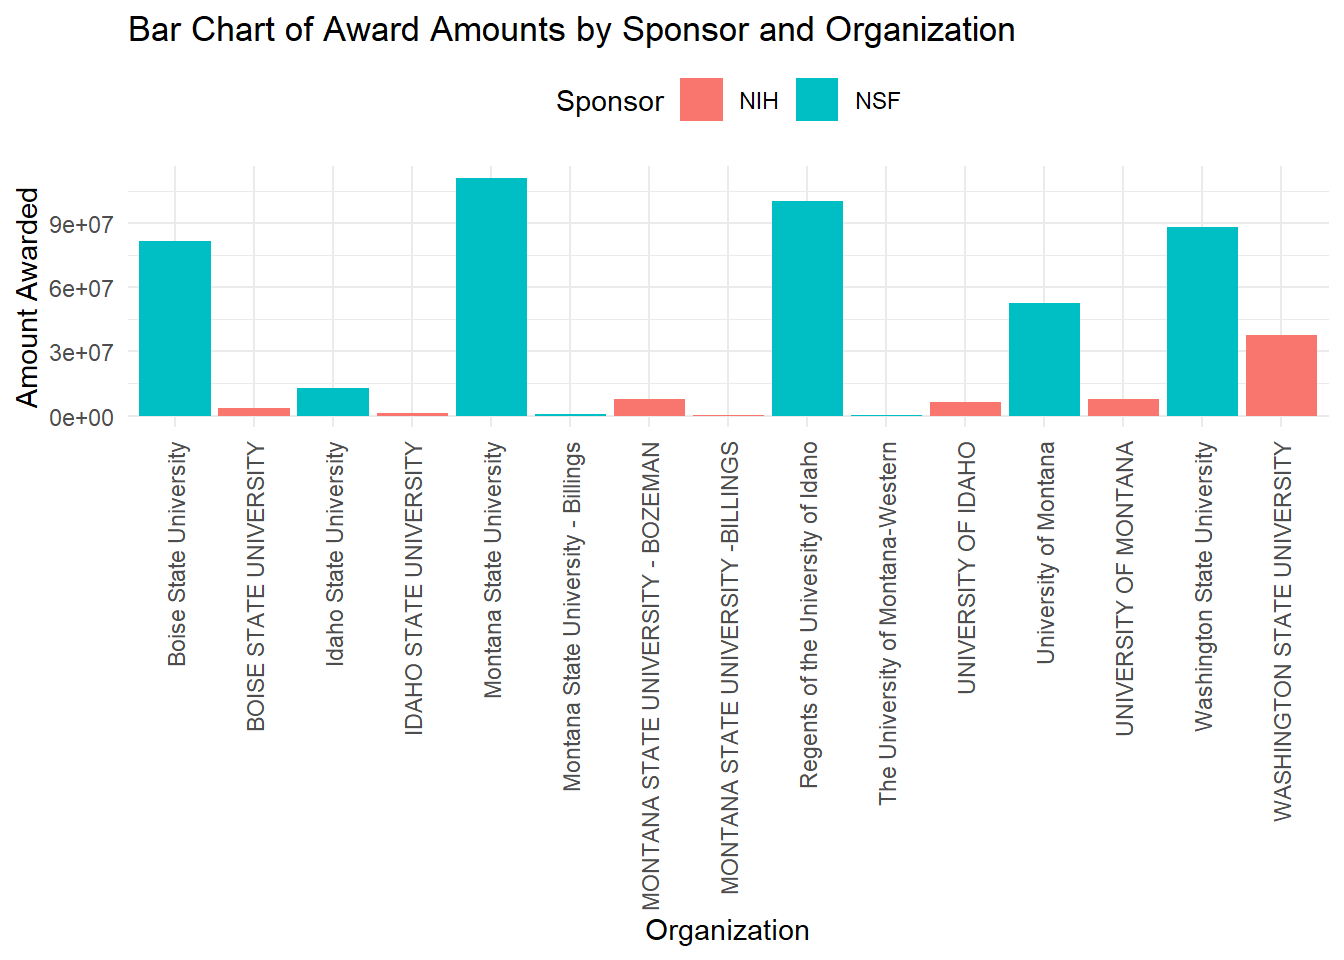 Bar Chart of Award Amounts by Sponsor and Organization
Sponsor NIH NSF
Amount Awarded
9e+07
6e+07
3e+07
0e+00
Boise State University
BOISE STATE UNIVERSITY
Idaho State University
IDAHO STATE UNIVERSITY
Montana State University
Montana State University - Billings
MONTANA STATE UNIVERSITY - BOZEMAN
MONTANA STATE UNIVERSITY -BILLINGS
Regents of the University of Idaho
The University of Montana-Western
UNIVERSITY OF IDAHO
University of Montana
UNIVERSITY OF MONTANA
Washington State University
WASHINGTON STATE UNIVERSITY
Organization